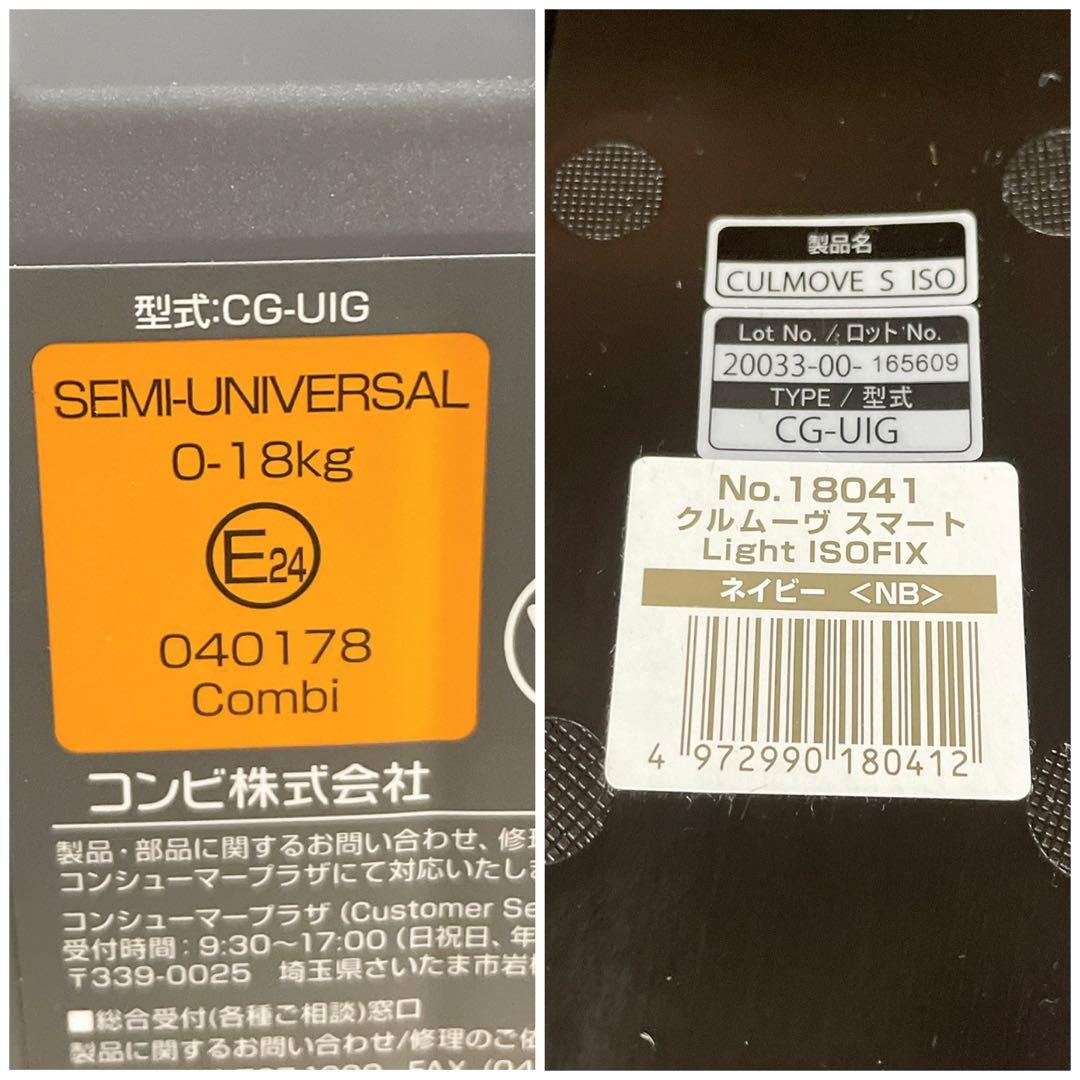 型式:CG-UIG
SEMI-UNIVERSAL
0-18kg
E24
040178
Combi
コンビ株式会社
製品・部品に関するお問い合わせ、修
コンシューマープラザにて対応いたしま
コンシューマープラザ (Customer Se
受付時間:9:30〜17:00 (日祝日、年
〒339-0025 埼玉県さいたま市岩
■総合受付(各種ご相談)窓口
製品に関するお問い合わせ/修理のご依
FAX (04
製品名
CULMOVE S ISO
Lot No. / ロット No.
20033-00- 165609
TYPE / 型式
CG-UIG
No.18041
クルムーヴ スマート
Light ISOFIX
ネイビー <NB>
4 972990 180412